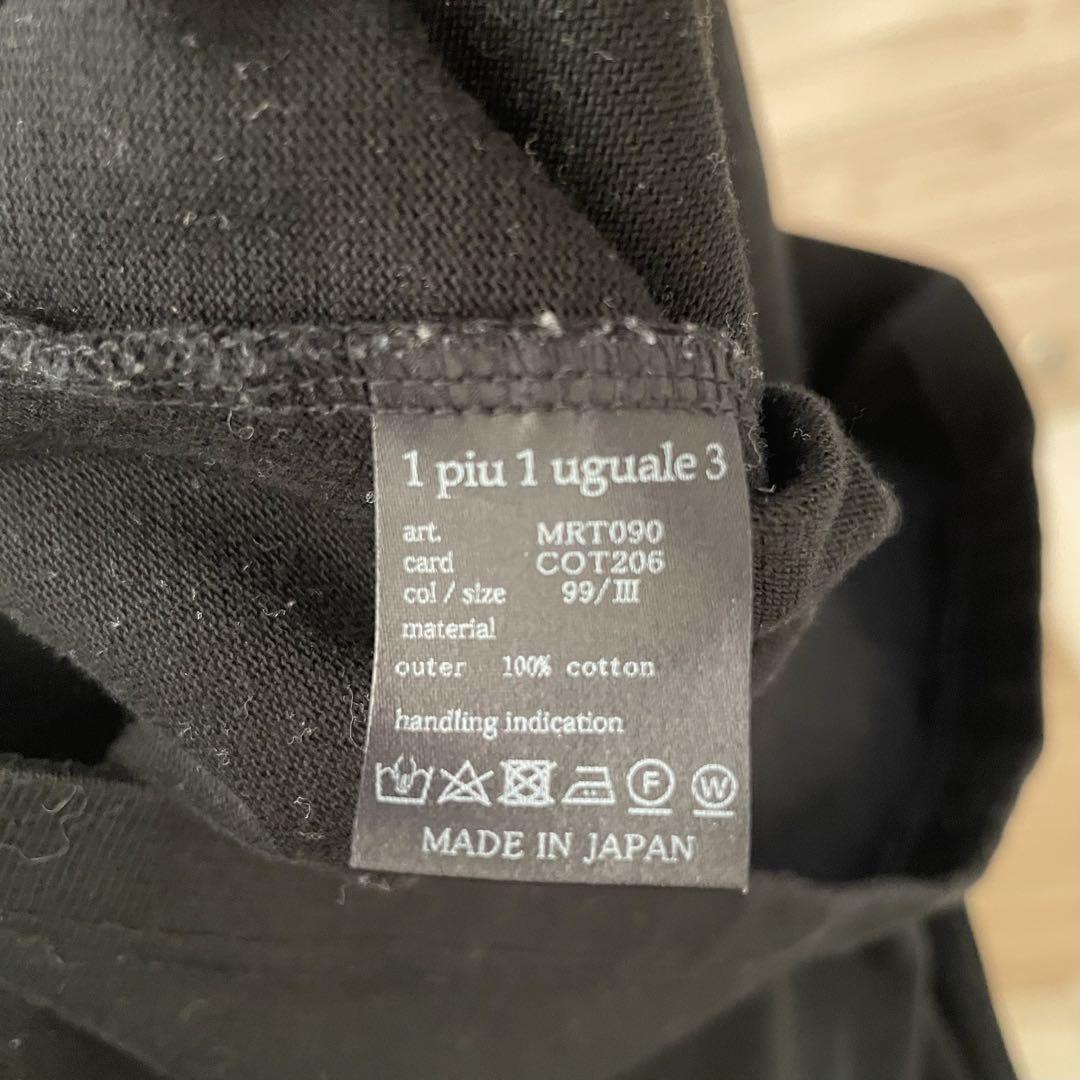 1 piu 1 uguale 3
art. MRT090
card COT206
col / size 99/III
material
outer 100% cotton
handling indication
F W
MADE IN JAPAN